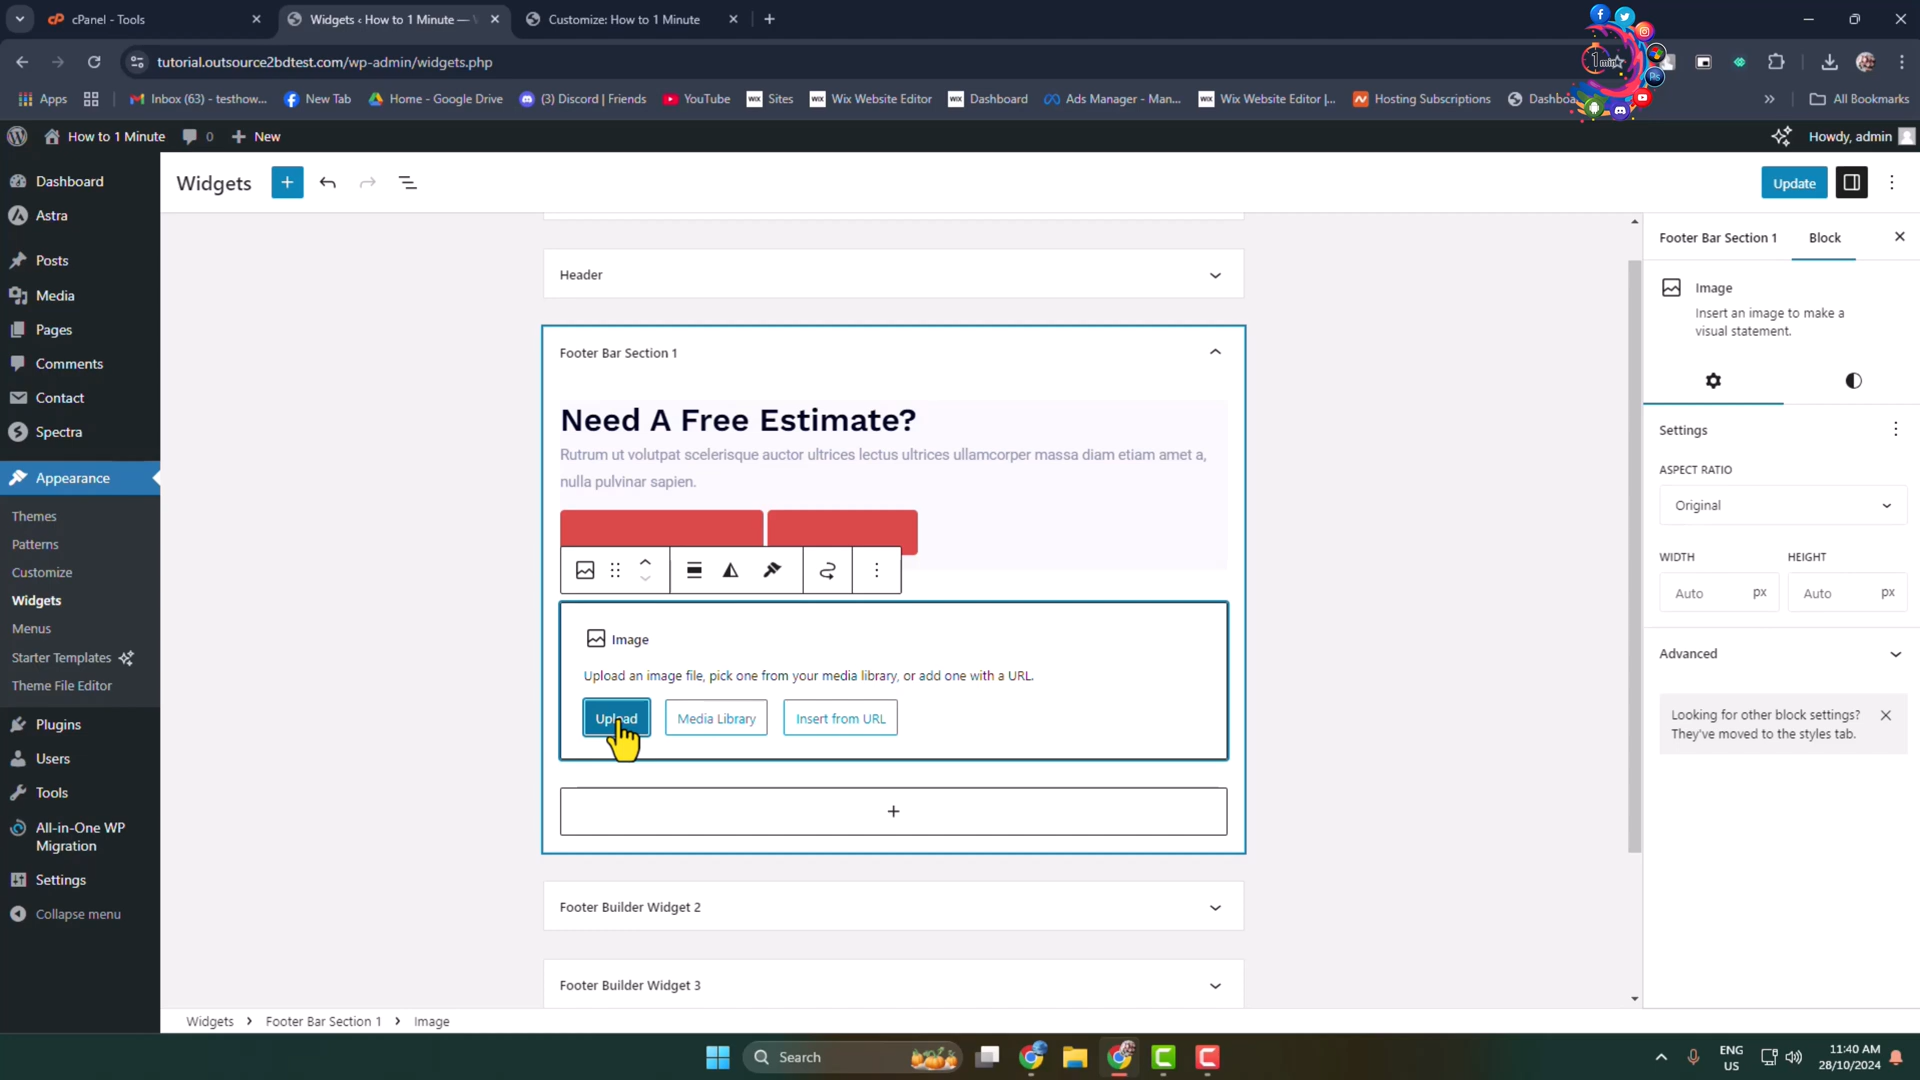 cPanel - Tools
Widgets ‹ How to 1 Minute —
Customize: How to 1 Minute
tutorial.outsource2bdtest.com/wp-admin/widgets.php
1min
Apps
Inbox (63) - testhow...
New Tab
Home - Google Drive
(3) Discord | Friends
YouTube
Sites
Wix Website Editor
Dashboard
Ads Manager - Man...
Wix Website Editor |...
Hosting Subscriptions
All Bookmarks
How to 1 Minute
0
New
Howdy, admin
Dashboard
Astra
Posts
Media
Pages
Comments
Contact
Spectra
Appearance
Themes
Patterns
Customize
Widgets
Menus
Starter Templates
Theme File Editor
Plugins
Users
Tools
All-in-One WP
Migration
Settings
Collapse menu
Widgets
Update
Header
Footer Bar Section 1
Need A Free Estimate?
Rutrum ut volutpat scelerisque auctor ultrices lectus ultrices ullamcorper massa diam etiam amet a,
nulla pulvinar sapien.
Image
Upload an image file, pick one from your media library, or add one with a URL.
Upload
Media Library
Insert from URL
Footer Builder Widget 2
Footer Builder Widget 3
Widgets > Footer Bar Section 1 > Image
Footer Bar Section 1
Block
Image
Insert an image to make a
visual statement.
Settings
ASPECT RATIO
Original
WIDTH
HEIGHT
Auto px
Auto px
Advanced
Looking for other block settings?
They've moved to the styles tab.
Search
ENG
US
11:40 AM
28/10/2024